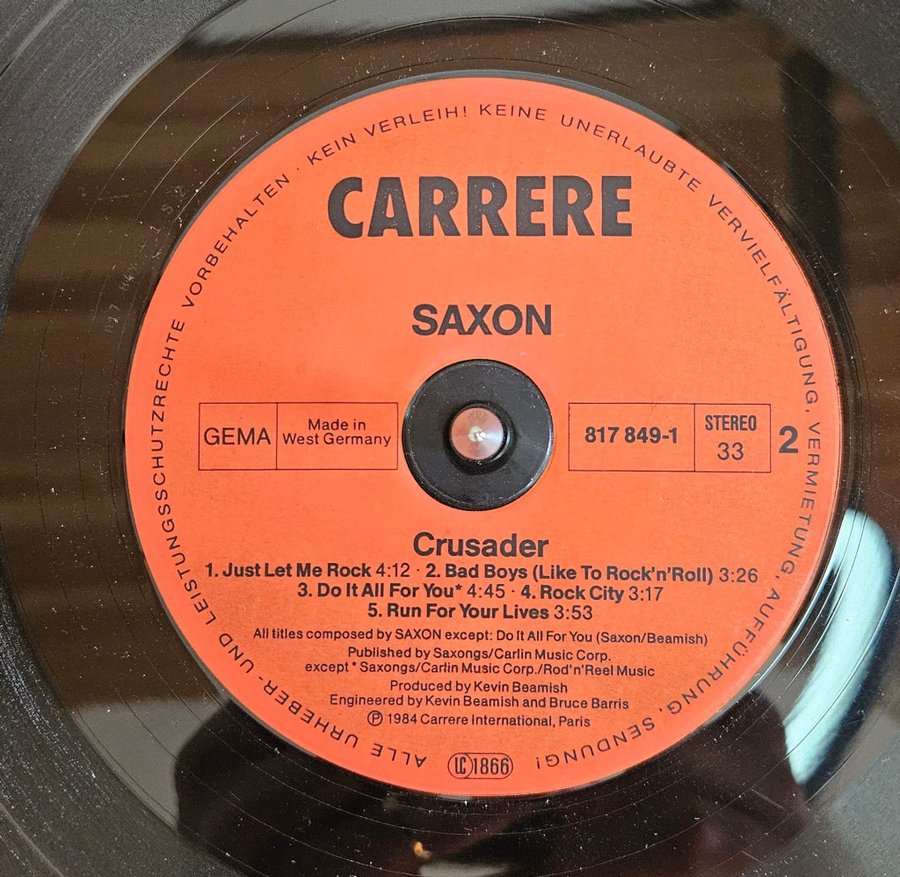 ALLE URHEBER- UND LEISTUNGSSCHUTZRECHTE VORBEHALTEN · KEIN VERLEIH! KEINE UNERLAUBTE VERVIELFÄLTIGUNG, VERMIETUNG, AUFFÜHRUNG, SENDUNG!
CARRERE
SAXON
GEMA
Made in
West Germany
817 849-1
STEREO
33
2
Crusader
1. Just Let Me Rock 4:12 · 2. Bad Boys (Like To Rock'n'Roll) 3:26
3. Do It All For You* 4:45 · 4. Rock City 3:17
5. Run For Your Lives 3:53
All titles composed by SAXON except: Do It All For You (Saxon/Beamish)
Published by Saxongs/Carlin Music Corp.
except * Saxongs/Carlin Music Corp./Rod'n'Reel Music
Produced by Kevin Beamish
Engineered by Kevin Beamish and Bruce Barris
℗ 1984 Carrere International, Paris
LC 1866